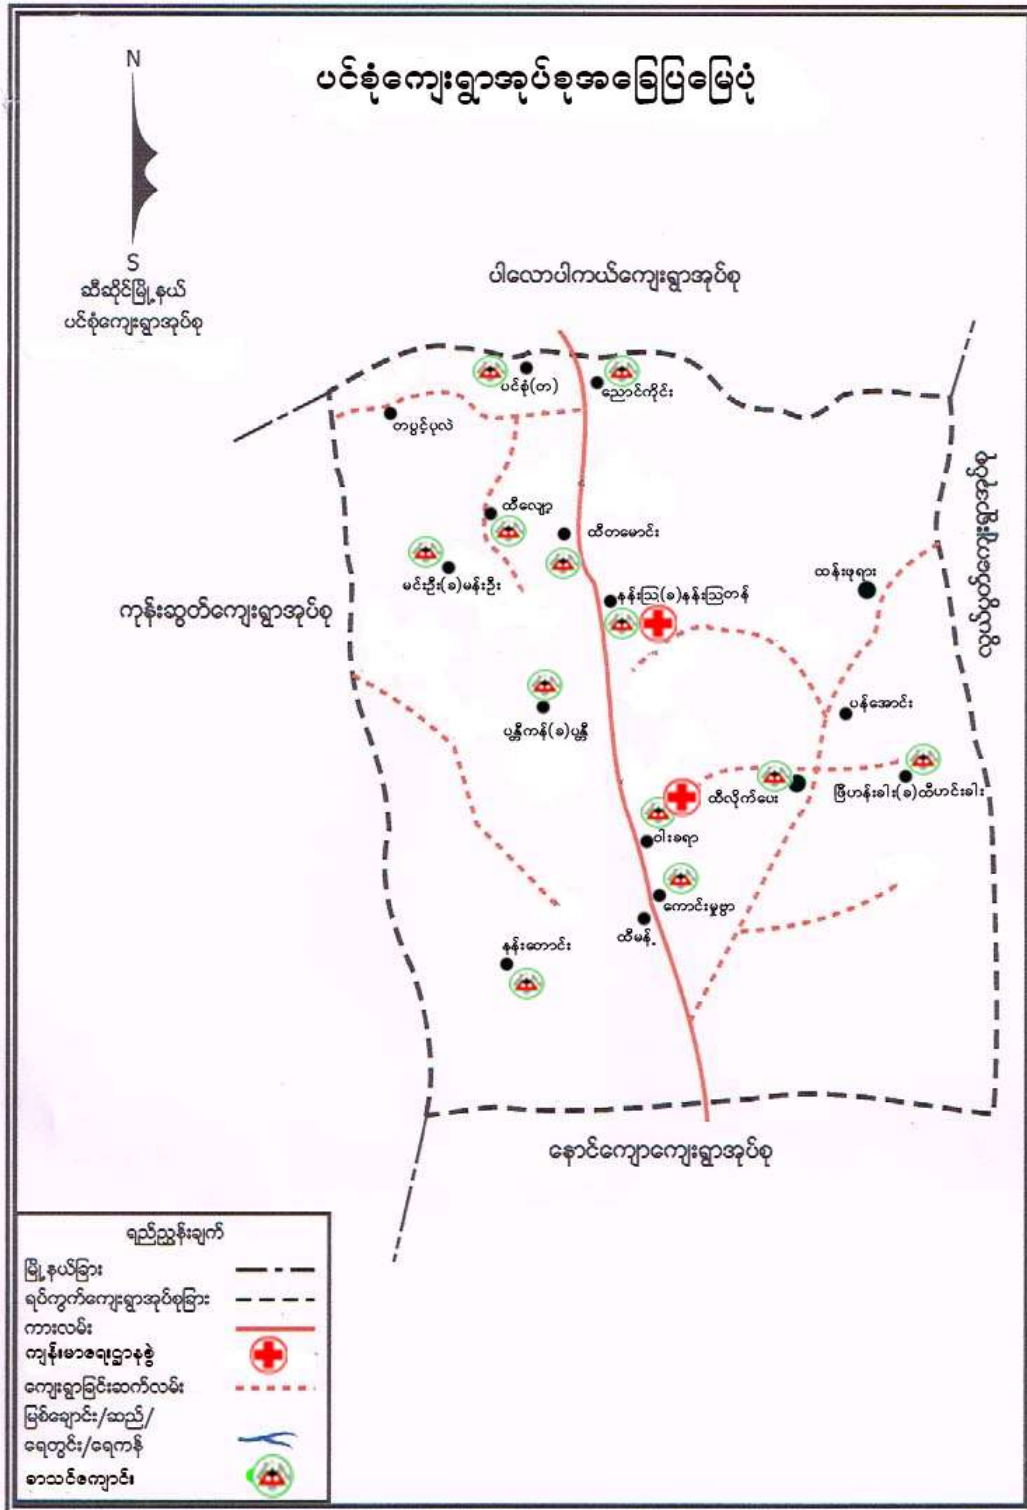 ပင်စုံကျေးရွာအုပ်စုအခြေပြမြေပုံ
N
S
ဆီဆိုင်မြို့နယ်
ပင်စုံကျေးရွာအုပ်စု
ပါလောပါကယ်ကျေးရွာအုပ်စု
ပင်စုံ(တ)
ညောင်ကိုင်း
တပွင့်ပုလဲ
ထီလျော့
ထီတမောင်း
မင်းဦး(ခ)မန်းဦး
ထန်းဖုရား
နန်းသြ(ခ)နန်းသြတန်
ကုန်းဆွတ်ကျေးရွာအုပ်စု
ပန်အောင်း
ပန္တီကန်(ခ)ပန္တီ
ထီလိုက်ပေး
ဖြီဟန်းခါး(ခ)ထီဟင်းခါး
ဝါးခရာ
ကောင်းမှုဗွာ
ထီမန့်
နန်းတောင်း
နောင်ကျောကျေးရွာအုပ်စု
ရည်ညွှန်းချက်
မြို့နယ်ခြား
ရပ်ကွက်ကျေးရွာအုပ်စုခြား
ကားလမ်း
ကျန်းမာရေးဌာနခွဲ
ကျေးရွာခြင်းဆက်လမ်း
မြစ်ချောင်း/ဆည်/
ရေတွင်း/ရေကန်
စာသင်ကျောင်း